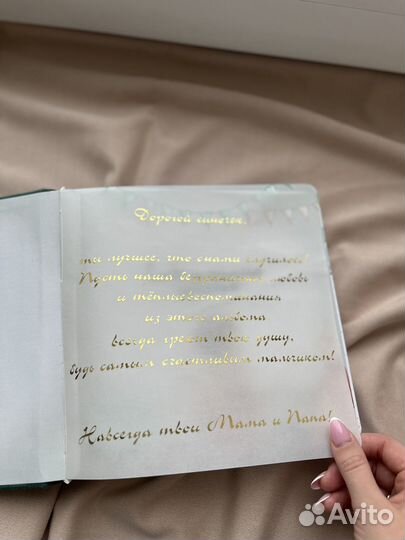 Дорогой сыночек,
ты лучшее, что с нами случилось!
Пусть наша безграничная любовь
и тёплые воспоминания
из этого альбома
всегда греют твою душу,
будь самым счастливым мальчиком!
Навсегда твои Мама и Папа!
Avito